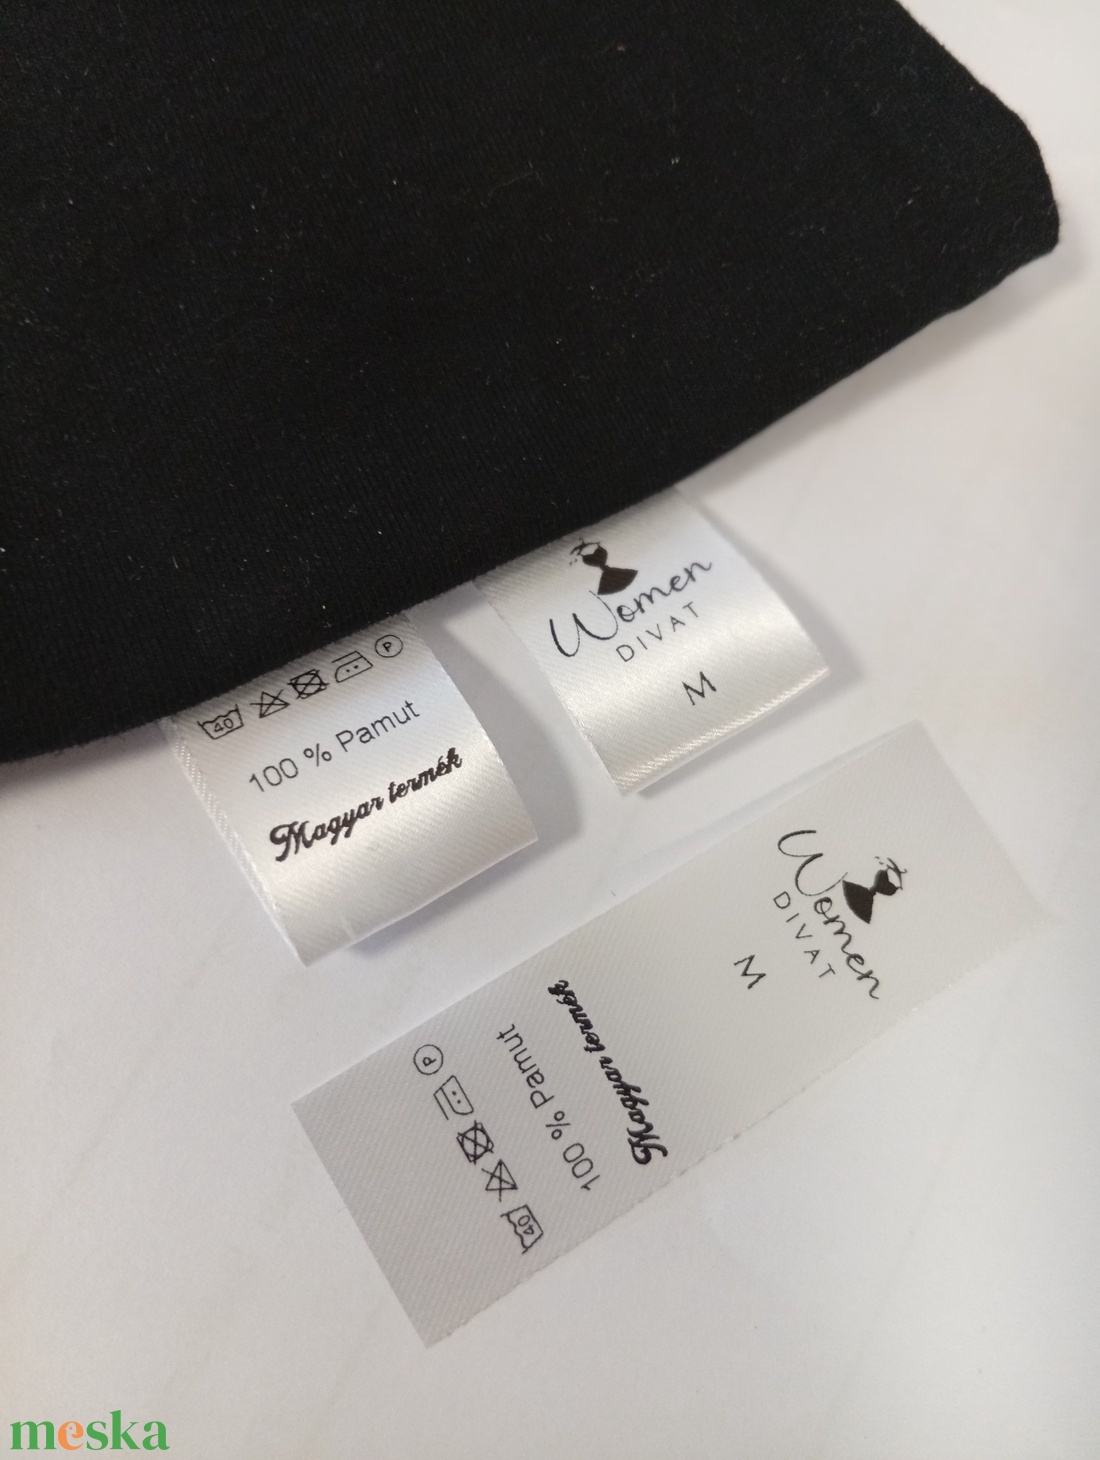 40
P
100 % Pamut
Magyar termék
Women
DIVAT
M
Women
DIVAT
M
Magyar termék
100 % Pamut
40
P
meska